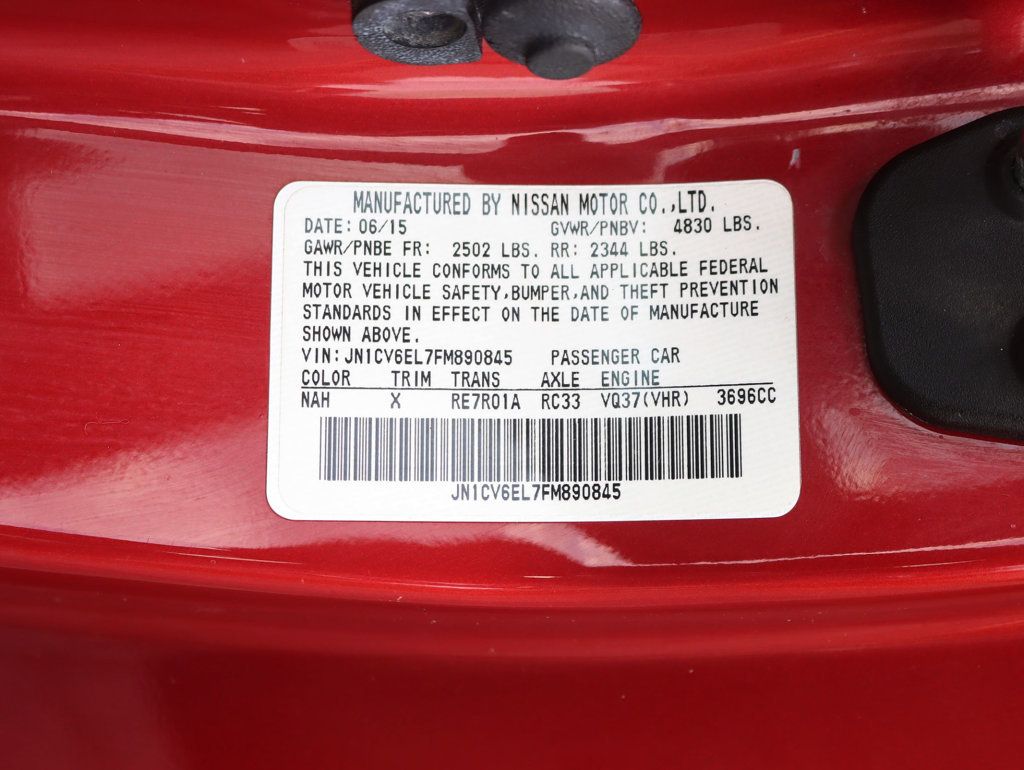 MANUFACTURED BY NISSAN MOTOR CO.,LTD.
DATE: 06/15 GVWR/PNBV: 4830 LBS.
GAWR/PNBE FR: 2502 LBS. RR: 2344 LBS.
THIS VEHICLE CONFORMS TO ALL APPLICABLE FEDERAL
MOTOR VEHICLE SAFETY,BUMPER,AND THEFT PREVENTION
STANDARDS IN EFFECT ON THE DATE OF MANUFACTURE
SHOWN ABOVE.
VIN: JN1CV6EL7FM890845 PASSENGER CAR
COLOR TRIM TRANS AXLE ENGINE
NAH X RE7R01A RC33 VQ37(VHR) 3696CC
JN1CV6EL7FM890845